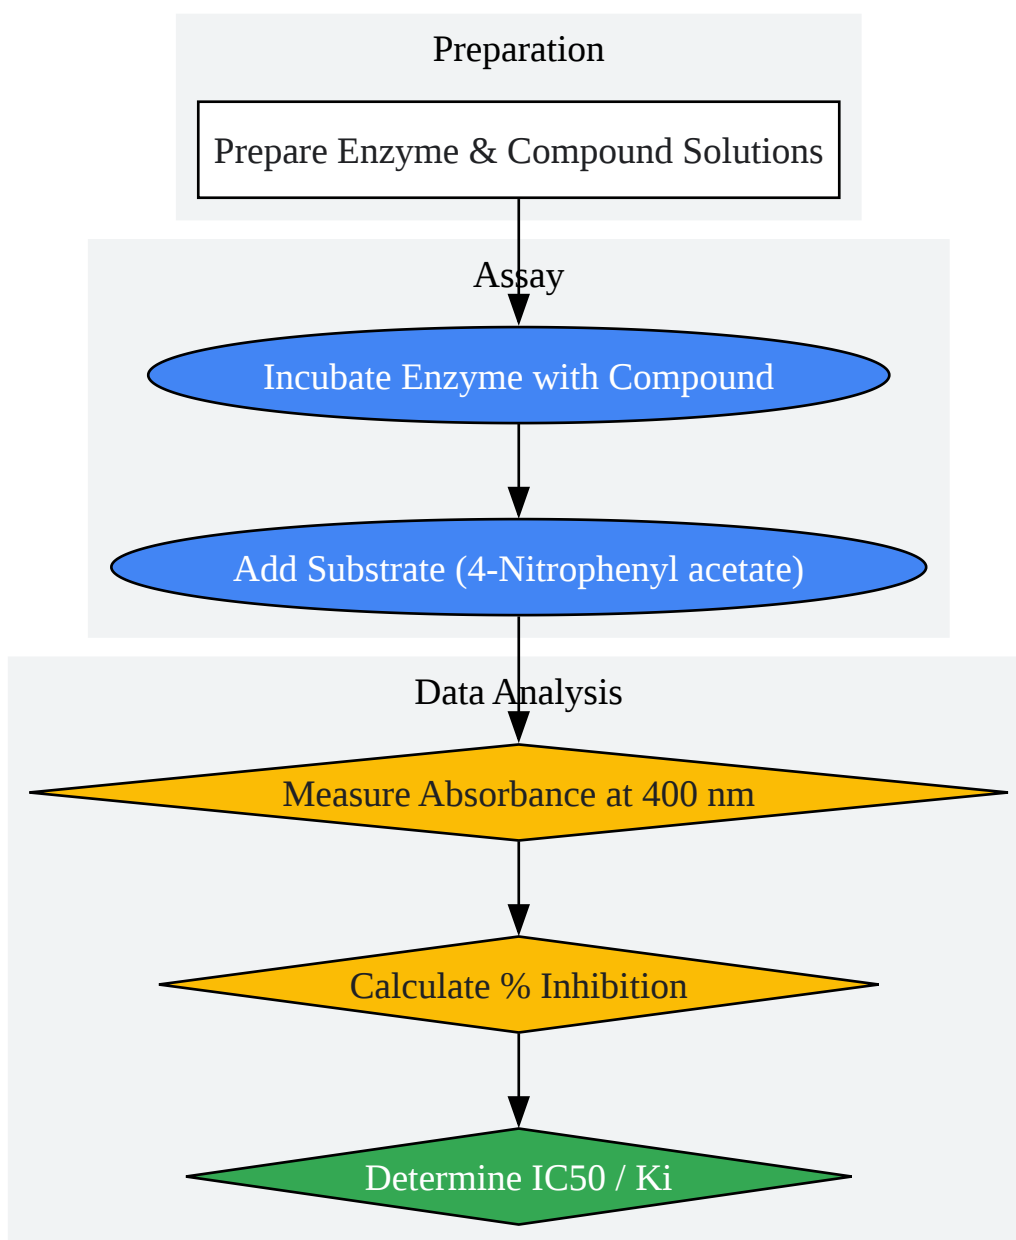 Preparation
Prepare Enzyme & Compound Solutions
Assay
Incubate Enzyme with Compound
Add Substrate (4-Nitrophenyl acetate)
Data Analysis
Measure Absorbance at 400 nm
Calculate % Inhibition
Determine IC50 / Ki